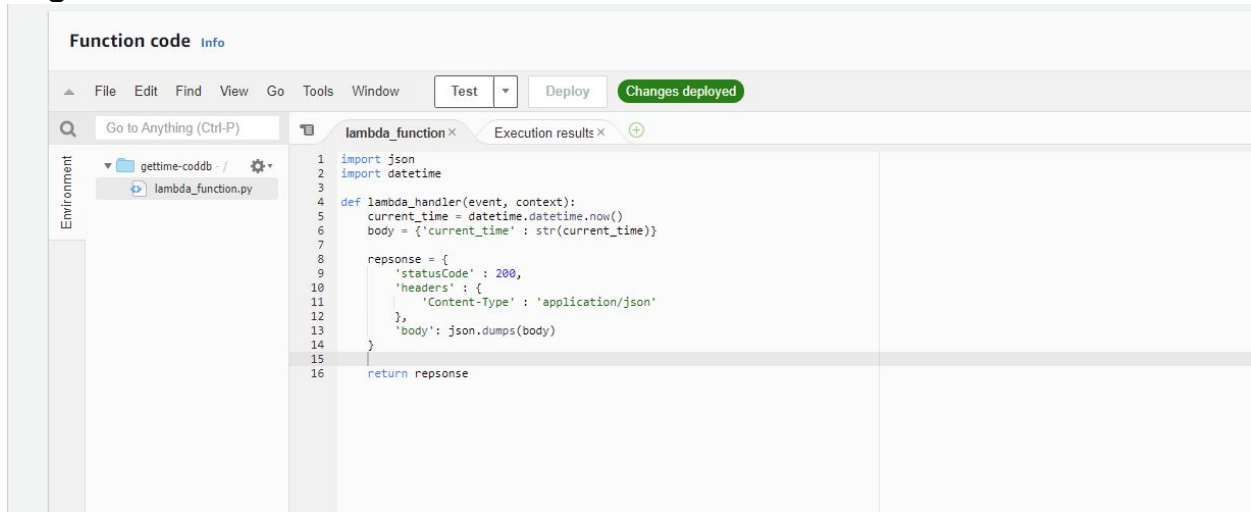 Function code Info
File Edit Find View Go Tools Window Test Deploy Changes deployed
Go to Anything (Ctrl-P) lambda_function × Execution results ×
Environment
gettime-coddb - /
lambda_function.py
1 import json
2 import datetime
3
4 def lambda_handler(event, context):
5 current_time = datetime.datetime.now()
6 body = {'current_time' : str(current_time)}
7
8 repsonse = {
9 'statusCode' : 200,
10 'headers' : {
11 'Content-Type' : 'application/json'
12 },
13 'body': json.dumps(body)
14 }
15
16 return repsonse